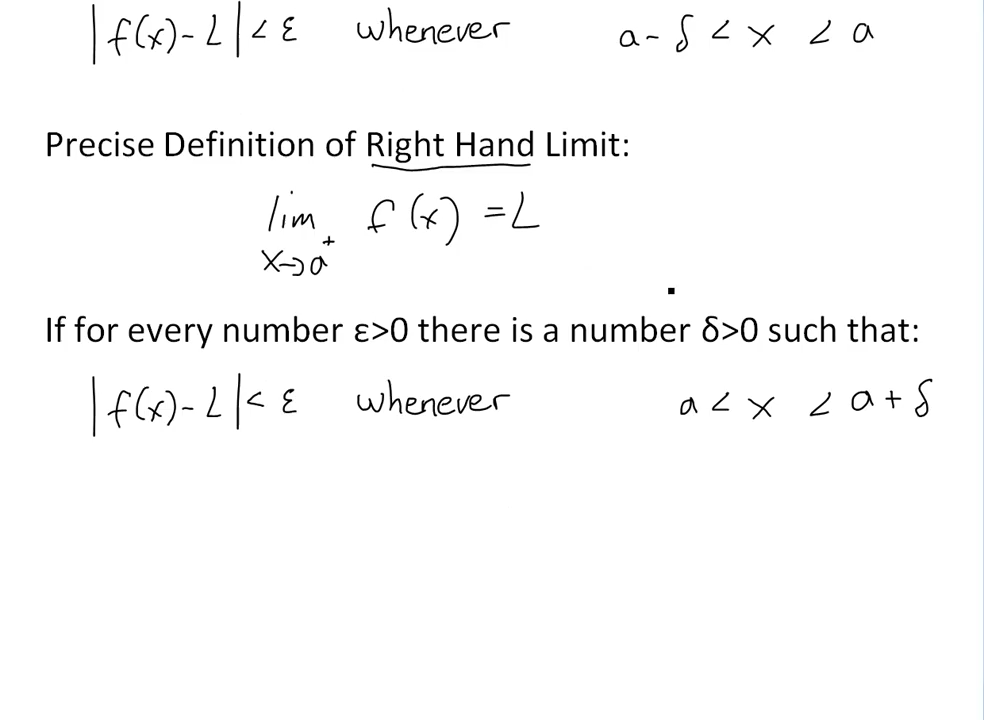 |f(x) - L| < ε whenever a - δ < x < a
Precise Definition of Right Hand Limit:
lim f(x) = L
x→a⁺
If for every number ε>0 there is a number δ>0 such that:
|f(x) - L| < ε whenever a < x < a + δ